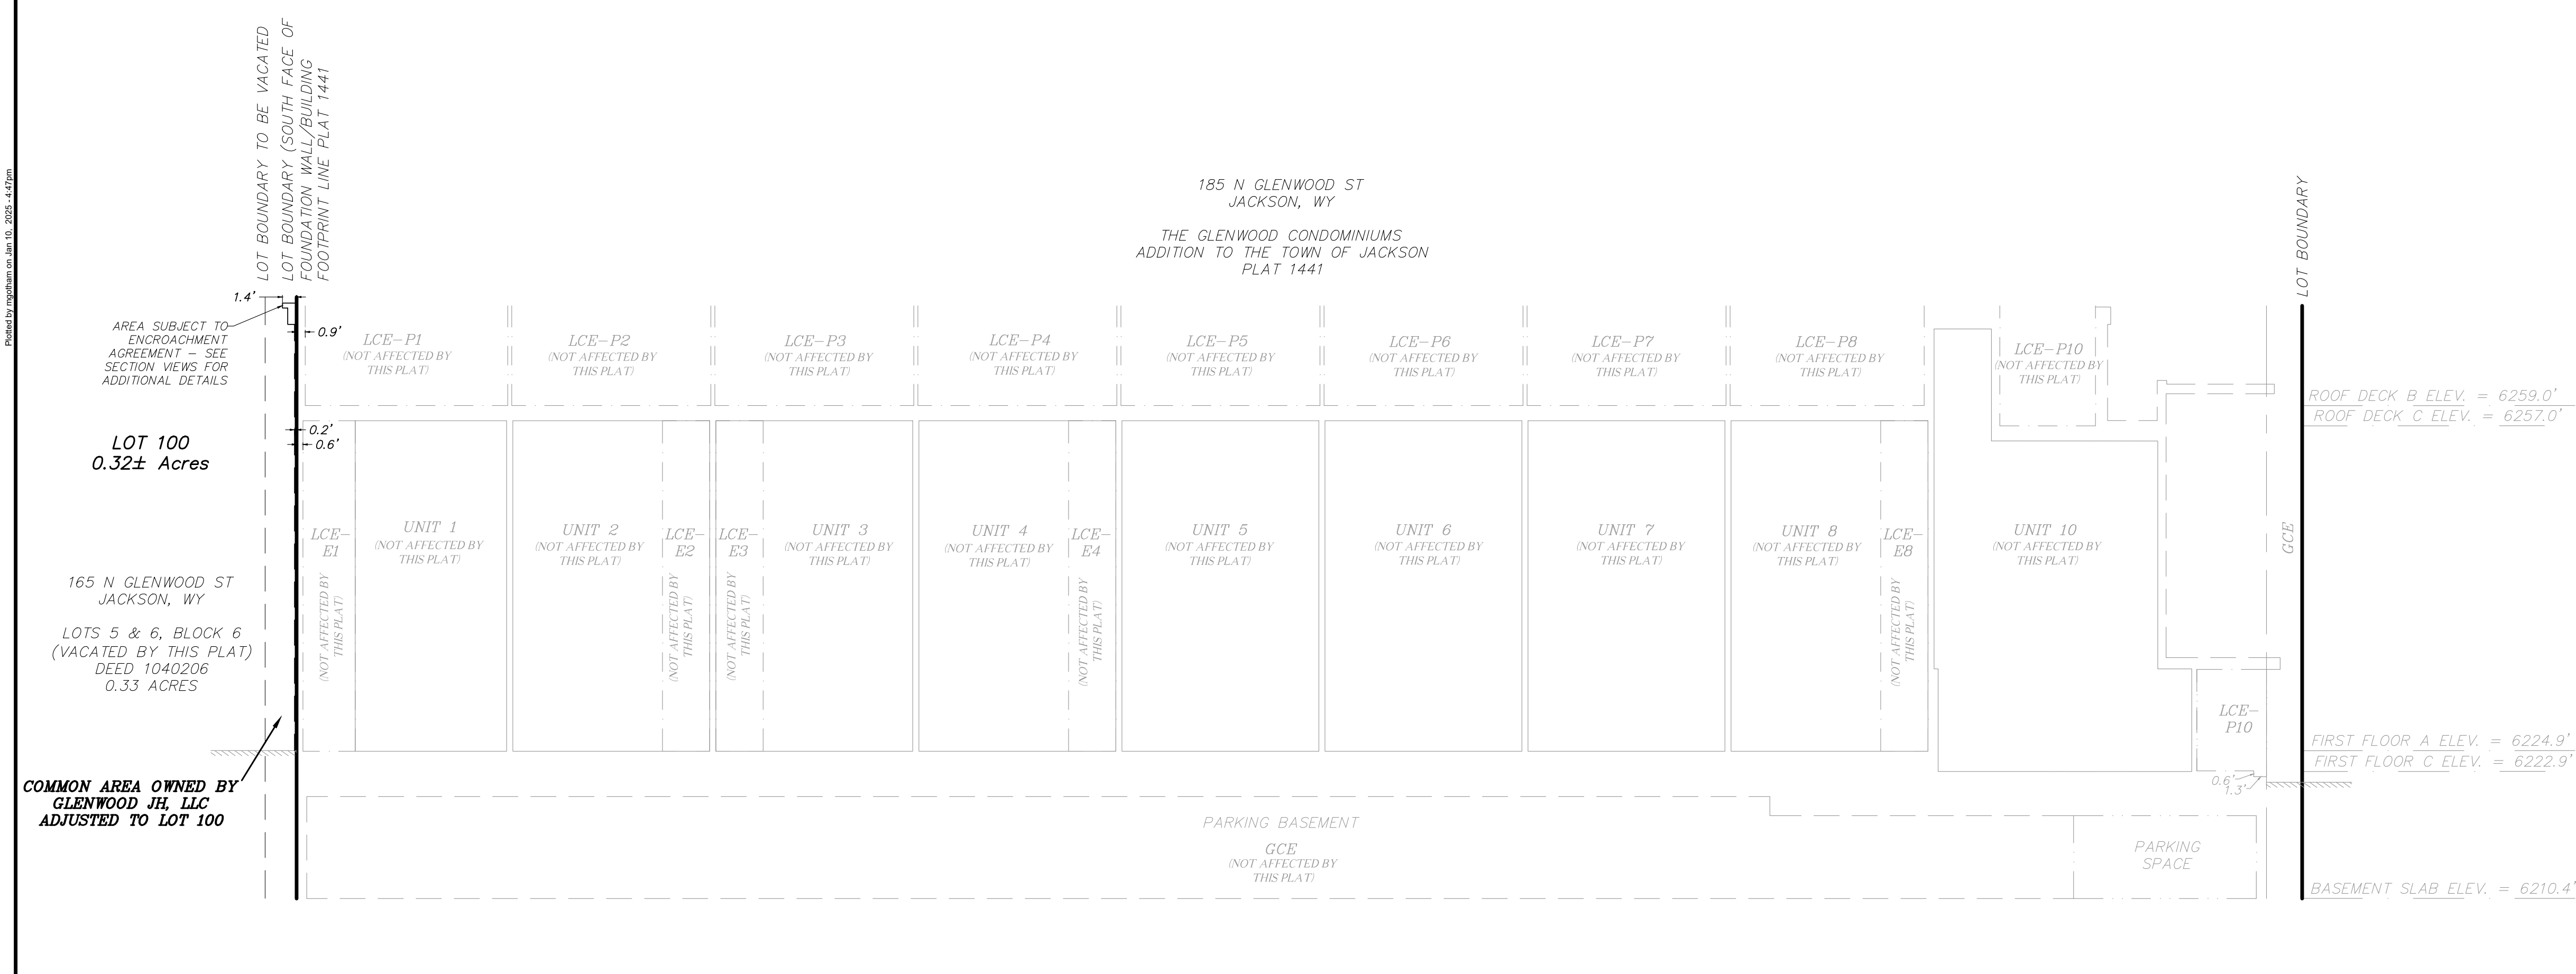 Plotted by mgotham on Jan 10, 2025 - 4:47pm
LOT BOUNDARY TO BE VACATED
LOT BOUNDARY (SOUTH FACE OF
FOUNDATION WALL/BUILDING
FOOTPRINT LINE PLAT 1441
185 N GLENWOOD ST
JACKSON, WY
THE GLENWOOD CONDOMINIUMS
ADDITION TO THE TOWN OF JACKSON
PLAT 1441
LOT BOUNDARY
1.4'
AREA SUBJECT TO
ENCROACHMENT
AGREEMENT – SEE
SECTION VIEWS FOR
ADDITIONAL DETAILS
0.9'
LCE-P1
(NOT AFFECTED BY
THIS PLAT)
LCE-P2
(NOT AFFECTED BY
THIS PLAT)
LCE-P3
(NOT AFFECTED BY
THIS PLAT)
LCE-P4
(NOT AFFECTED BY
THIS PLAT)
LCE-P5
(NOT AFFECTED BY
THIS PLAT)
LCE-P6
(NOT AFFECTED BY
THIS PLAT)
LCE-P7
(NOT AFFECTED BY
THIS PLAT)
LCE-P8
(NOT AFFECTED BY
THIS PLAT)
LCE-P10
(NOT AFFECTED BY
THIS PLAT)
ROOF DECK B ELEV. = 6259.0'
ROOF DECK C ELEV. = 6257.0'
0.2'
0.6'
LOT 100
0.32± Acres
LCE-
E1
(NOT AFFECTED BY
THIS PLAT)
UNIT 1
(NOT AFFECTED BY
THIS PLAT)
UNIT 2
(NOT AFFECTED BY
THIS PLAT)
LCE-
E2
(NOT AFFECTED BY
THIS PLAT)
LCE-
E3
(NOT AFFECTED BY
THIS PLAT)
UNIT 3
(NOT AFFECTED BY
THIS PLAT)
UNIT 4
(NOT AFFECTED BY
THIS PLAT)
LCE-
E4
(NOT AFFECTED BY
THIS PLAT)
UNIT 5
(NOT AFFECTED BY
THIS PLAT)
UNIT 6
(NOT AFFECTED BY
THIS PLAT)
UNIT 7
(NOT AFFECTED BY
THIS PLAT)
UNIT 8
(NOT AFFECTED BY
THIS PLAT)
LCE-
E8
(NOT AFFECTED BY
THIS PLAT)
UNIT 10
(NOT AFFECTED BY
THIS PLAT)
GCE
165 N GLENWOOD ST
JACKSON, WY
LOTS 5 & 6, BLOCK 6
(VACATED BY THIS PLAT)
DEED 1040206
0.33 ACRES
LCE-
P10
FIRST FLOOR A ELEV. = 6224.9'
FIRST FLOOR C ELEV. = 6222.9'
0.6'
1.3'
COMMON AREA OWNED BY
GLENWOOD JH, LLC
ADJUSTED TO LOT 100
PARKING BASEMENT
GCE
(NOT AFFECTED BY
THIS PLAT)
PARKING
SPACE
BASEMENT SLAB ELEV. = 6210.4'